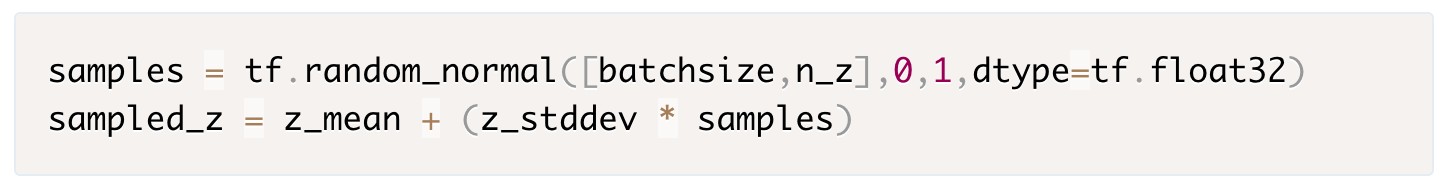 samples = tf.random_normal([batchsize,n_z],0,1,dtype=tf.float32)
sampled_z = z_mean + (z_stddev * samples)